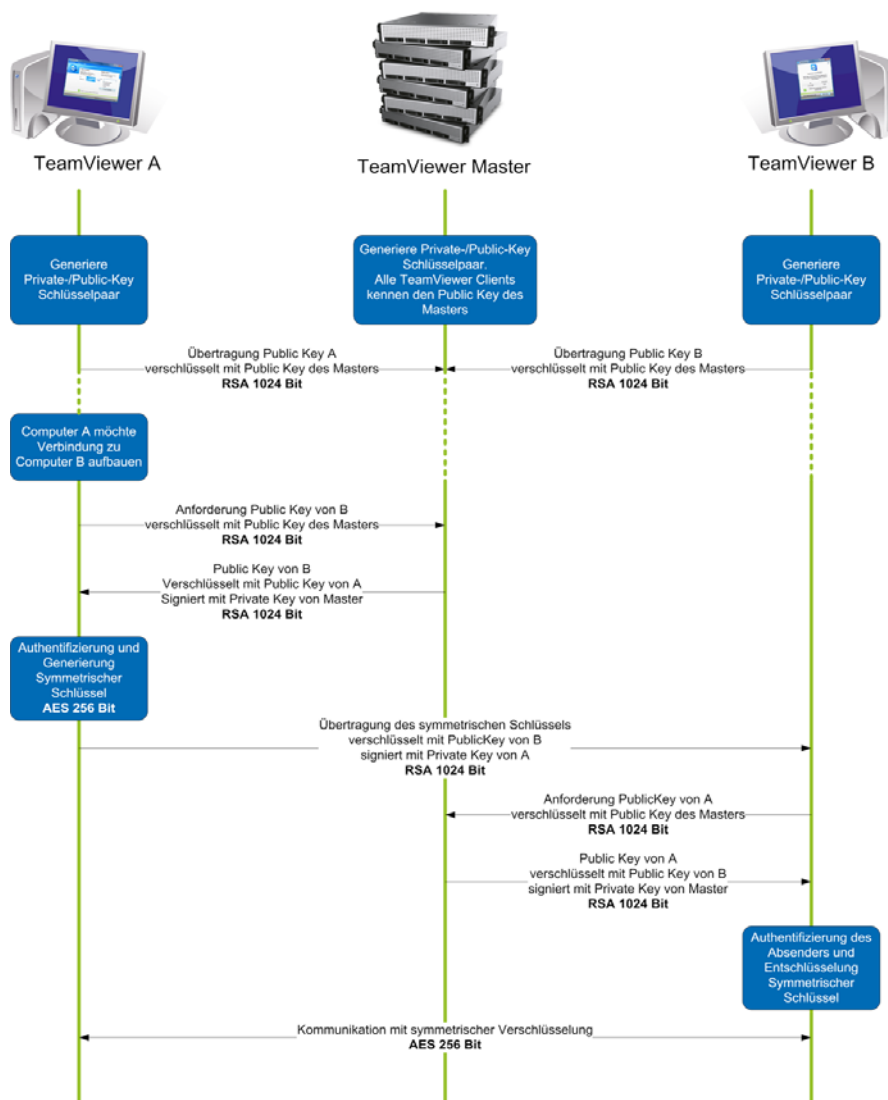 TeamViewer A
TeamViewer Master
TeamViewer B
Generiere
Private-/Public-Key
Schlüsselpaar
Generiere Private-/Public-Key
Schlüsselpaar.
Alle TeamViewer Clients
kennen den Public Key des
Masters
Generiere
Private-/Public-Key
Schlüsselpaar
Übertragung Public Key A
verschlüsselt mit Public Key des Masters
RSA 1024 Bit
Übertragung Public Key B
verschlüsselt mit Public Key des Masters
RSA 1024 Bit
Computer A möchte
Verbindung zu
Computer B aufbauen
Anforderung Public Key von B
verschlüsselt mit Public Key des Masters
RSA 1024 Bit
Public Key von B
Verschlüsselt mit Public Key von A
Signiert mit Private Key von Master
RSA 1024 Bit
Authentifizierung und
Generierung
Symmetrischer
Schlüssel
AES 256 Bit
Übertragung des symmetrischen Schlüssels
verschlüsselt mit PublicKey von B
signiert mit Private Key von A
RSA 1024 Bit
Anforderung PublicKey von A
verschlüsselt mit Public Key des Masters
RSA 1024 Bit
Public Key von A
verschlüsselt mit Public Key von B
signiert mit Private Key von Master
RSA 1024 Bit
Authentifizierung des
Absenders und
Entschlüsselung
Symmetrischer
Schlüssel
Kommunikation mit symmetrischer Verschlüsselung
AES 256 Bit